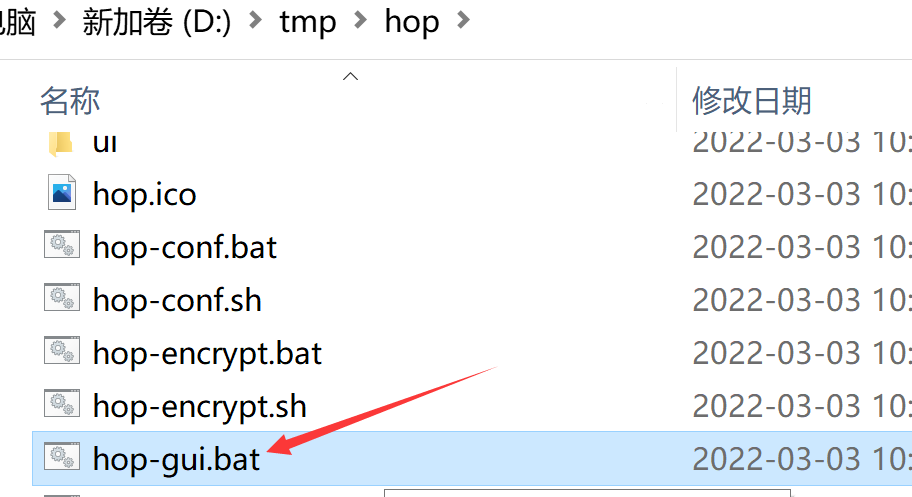 电脑 > 新加卷 (D:) > tmp > hop >
名称 修改日期
ui 2022-03-03 10:
hop.ico 2022-03-03 10:
hop-conf.bat 2022-03-03 10:
hop-conf.sh 2022-03-03 10:
hop-encrypt.bat 2022-03-03 10:
hop-encrypt.sh 2022-03-03 10:
hop-gui.bat 2022-03-03 10: